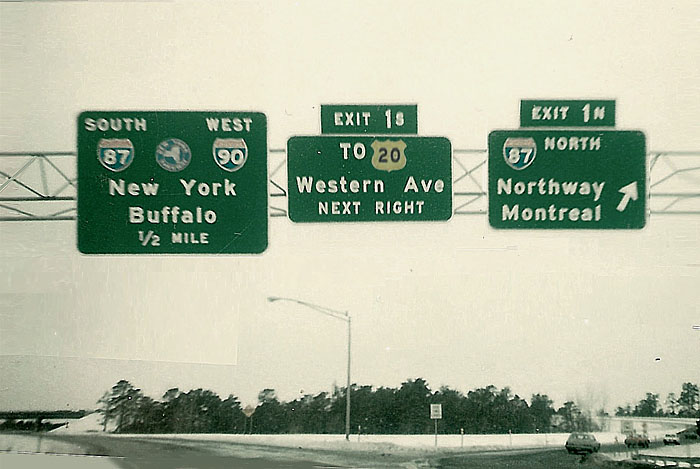 SOUTH WEST
87 90
New York
Buffalo
1/2 MILE
EXIT 1S
TO 20
Western Ave
NEXT RIGHT
EXIT 1N
87 NORTH
Northway
Montreal